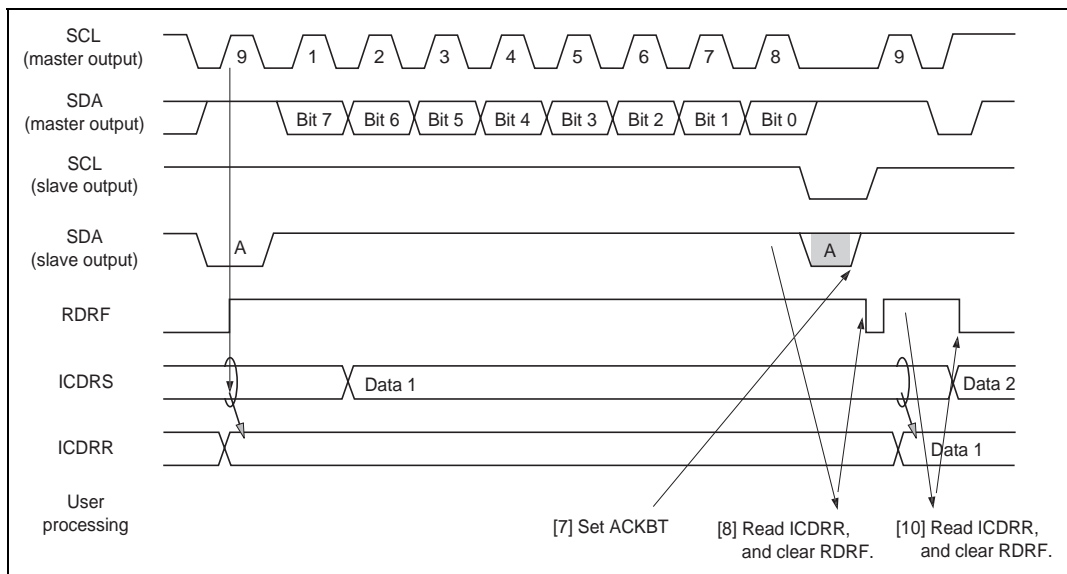 SCL
(master output)
9 1 2 3 4 5 6 7 8 9
SDA
(master output)
Bit 7 Bit 6 Bit 5 Bit 4 Bit 3 Bit 2 Bit 1 Bit 0
SCL
(slave output)
SDA
(slave output)
A A
RDRF
ICDRS
Data 1 Data 2
ICDRR
Data 1
User
processing
[7] Set ACKBT
[8] Read ICDRR,
and clear RDRF.
[10] Read ICDRR,
and clear RDRF.